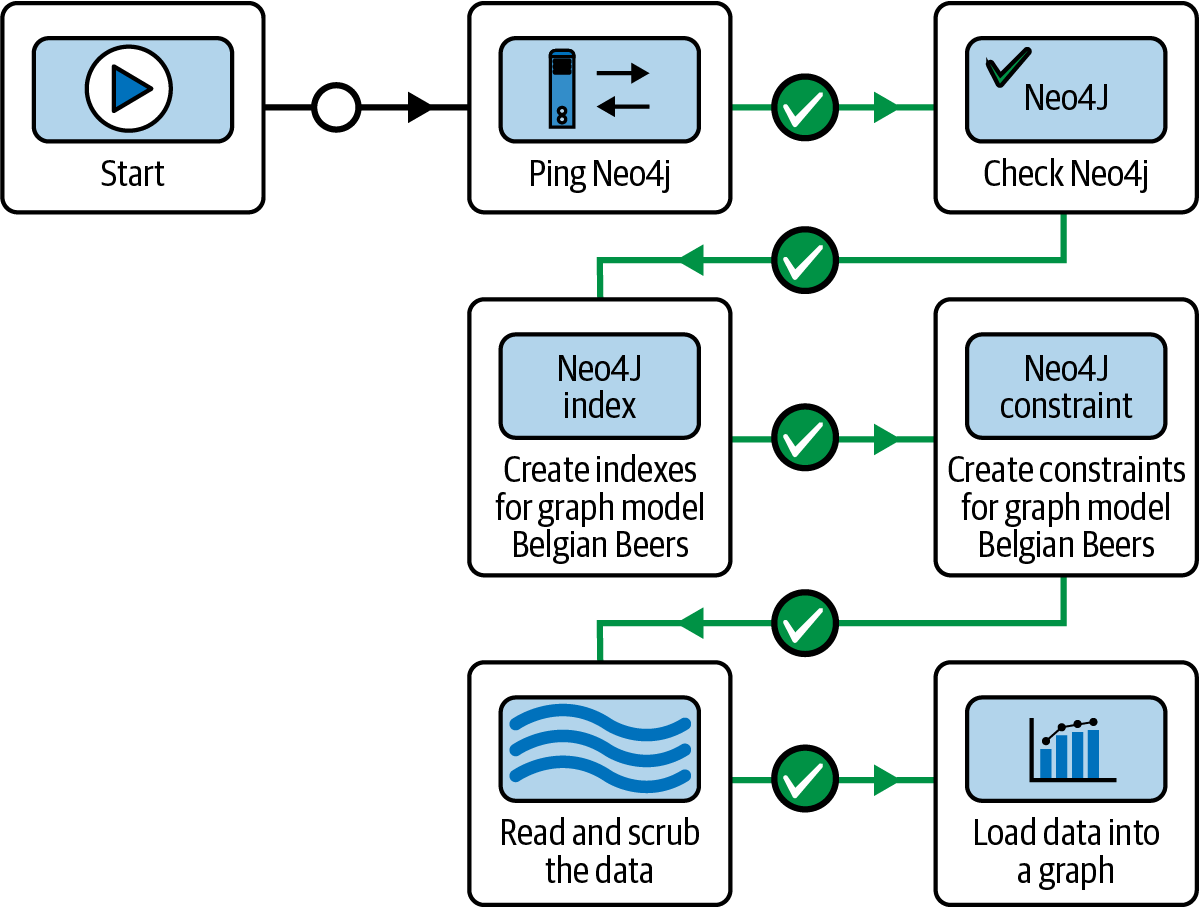 Start
Ping Neo4j
Neo4J
Check Neo4j
Neo4J
index
Create indexes
for graph model
Belgian Beers
Neo4J
constraint
Create constraints
for graph model
Belgian Beers
Read and scrub
the data
Load data into
a graph